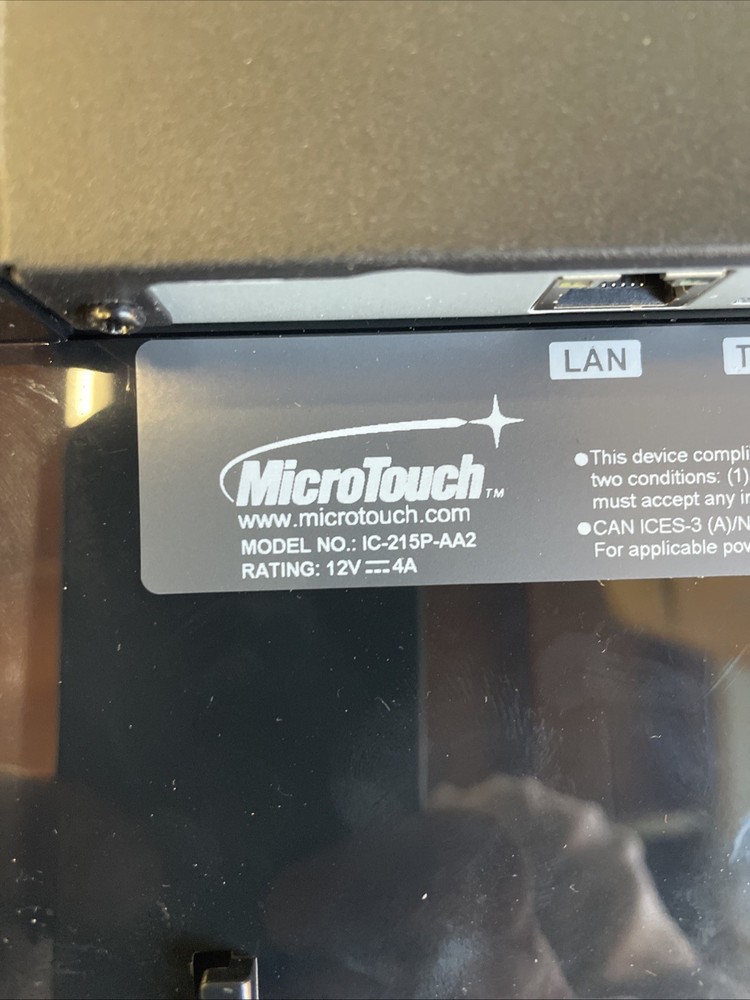 LAN
T
MicroTouch™
www.microtouch.com
MODEL NO.: IC-215P-AA2
RATING: 12V⎓4A
●This device compli
two conditions: (1)
must accept any in
●CAN ICES-3 (A)/N
For applicable pow